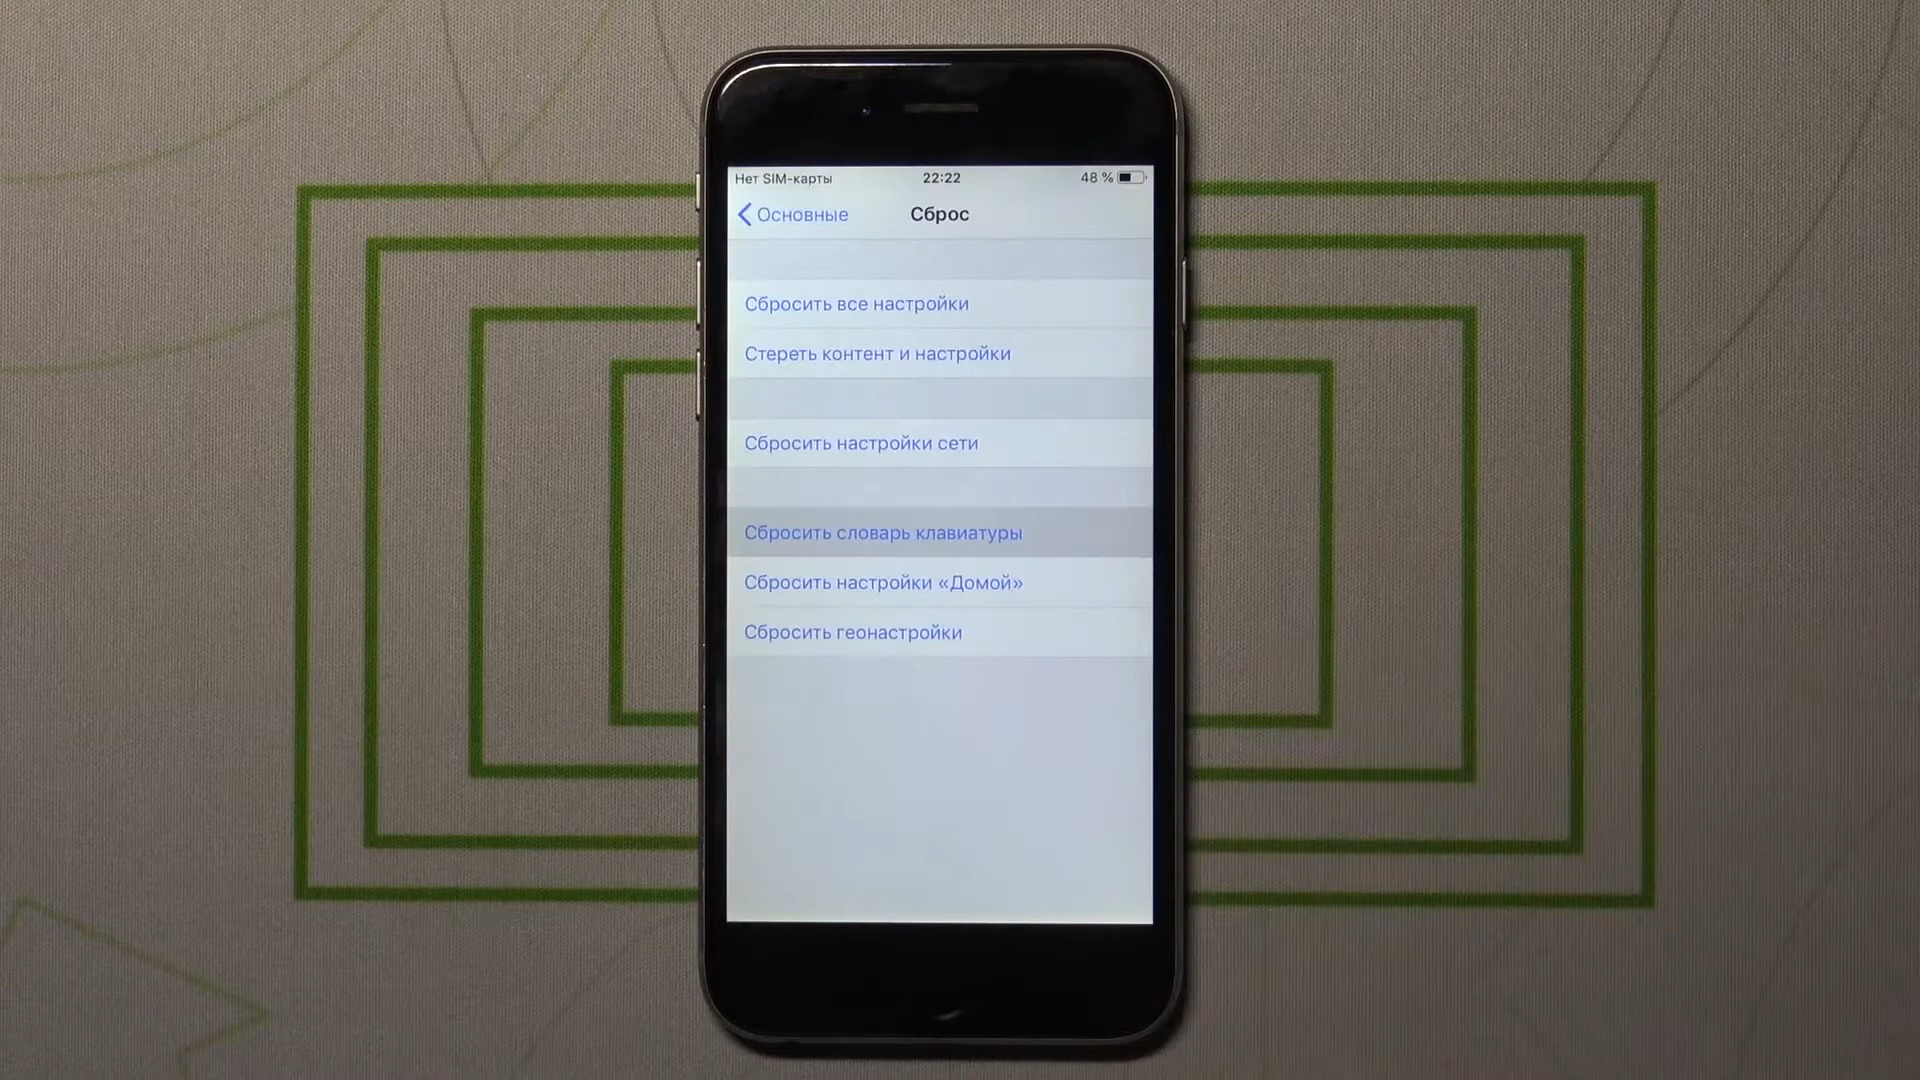 Нет SIM-карты 22:22 48 %
Основные Сброс
Сбросить все настройки
Стереть контент и настройки
Сбросить настройки сети
Сбросить словарь клавиатуры
Сбросить настройки «Домой»
Сбросить геонастройки